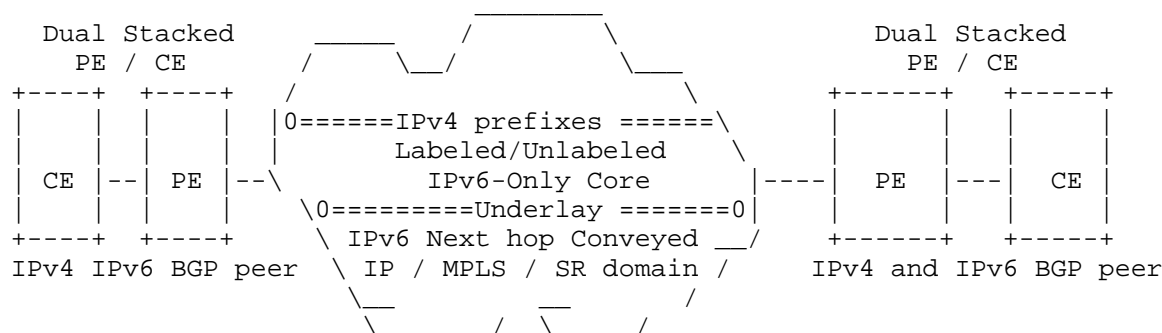 Dual Stacked Dual Stacked
PE / CE PE / CE
IPv4 prefixes
Labeled/Unlabeled
CE PE IPv6-Only Core PE CE
0=========Underlay =======0
IPv6 Next hop Conveyed
IPv4 IPv6 BGP peer IP / MPLS / SR domain IPv4 and IPv6 BGP peer